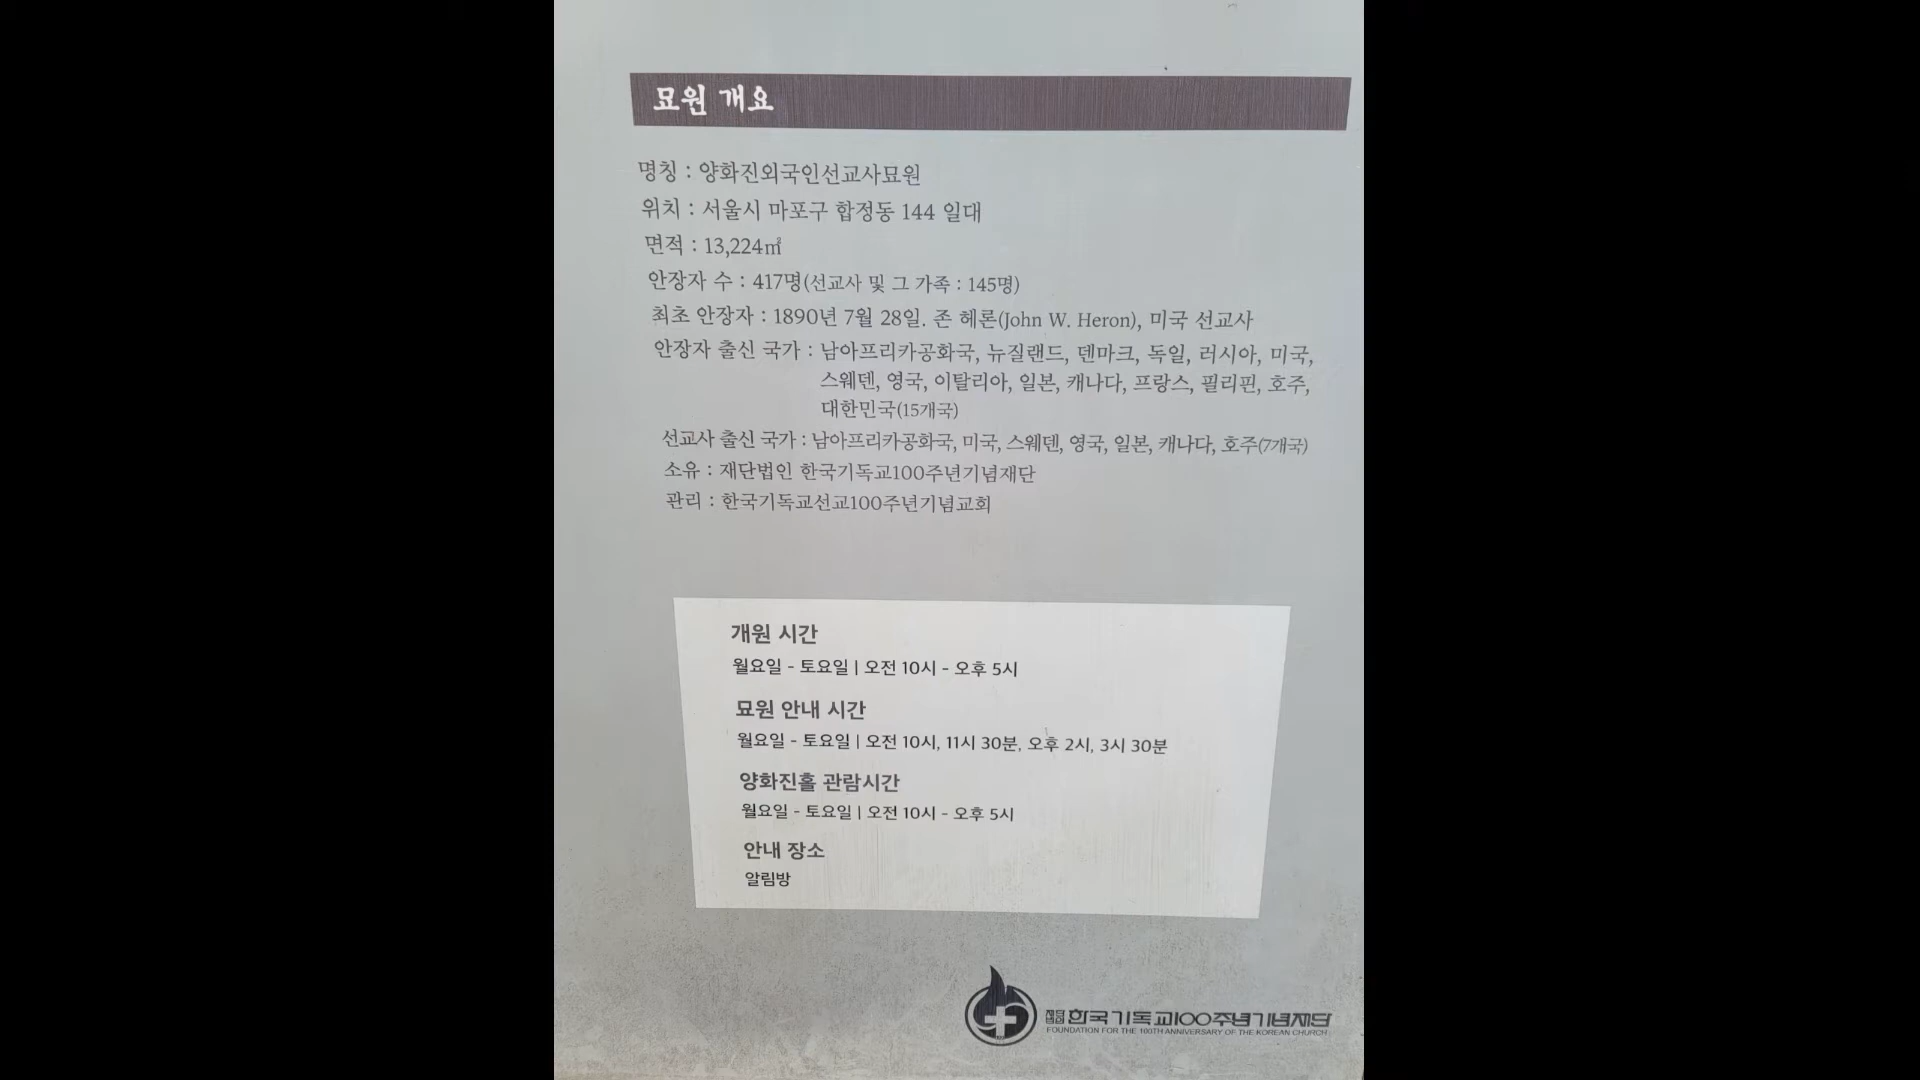 묘원 개요
명칭 : 양화진외국인선교사묘원
위치 : 서울시 마포구 합정동 144 일대
면적 : 13,224㎡
안장자 수 : 417명(선교사 및 그 가족 : 145명)
최초 안장자 : 1890년 7월 28일. 존 헤론(John W. Heron), 미국 선교사
안장자 출신 국가 : 남아프리카공화국, 뉴질랜드, 덴마크, 독일, 러시아, 미국,
스웨덴, 영국, 이탈리아, 일본, 캐나다, 프랑스, 필리핀, 호주,
대한민국(15개국)
선교사 출신 국가 : 남아프리카공화국, 미국, 스웨덴, 영국, 일본, 캐나다, 호주(7개국)
소유 : 재단법인 한국기독교100주년기념재단
관리 : 한국기독교선교100주년기념교회
개원 시간
월요일 - 토요일 | 오전 10시 - 오후 5시
묘원 안내 시간
월요일 - 토요일 | 오전 10시, 11시 30분, 오후 2시, 3시 30분
양화진홀 관람시간
월요일 - 토요일 | 오전 10시 - 오후 5시
안내 장소
알림방
재단법인 한국기독교100주년기념재단
FOUNDATION FOR THE 100TH ANNIVERSARY OF THE KOREAN CHURCH